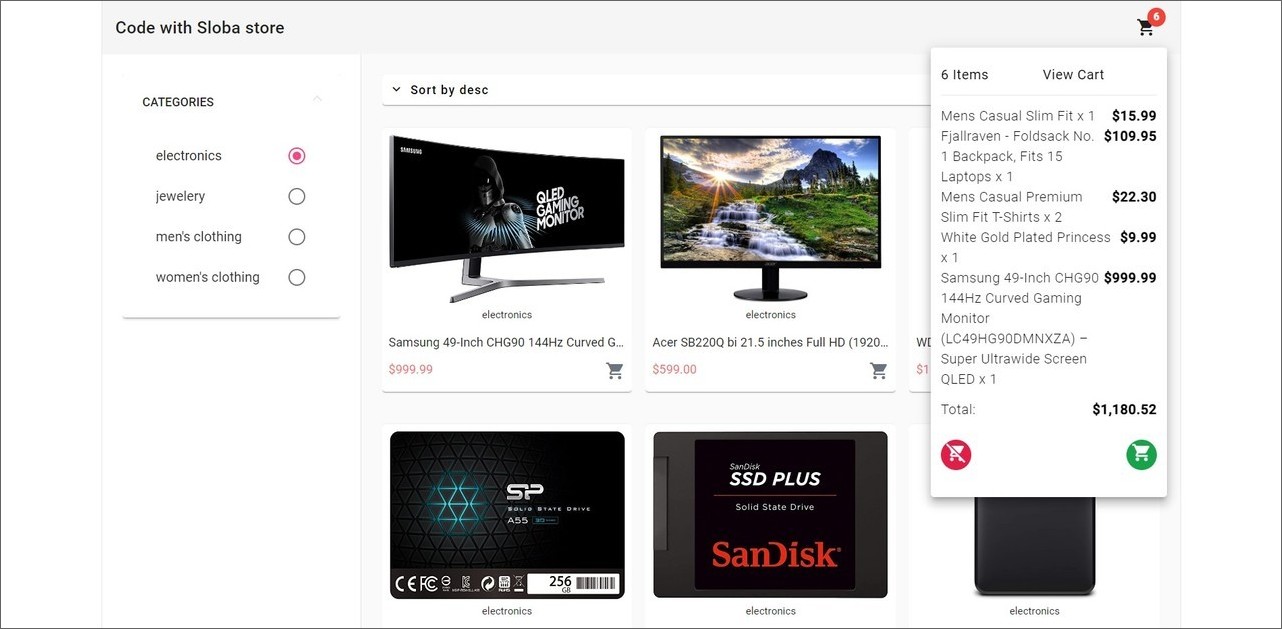 Code with Sloba store
6
CATEGORIES
electronics
jewelery
men's clothing
women's clothing
Sort by desc
SAMSUNG
QLED
GAMING
MONITOR
electronics
Samsung 49-Inch CHG90 144Hz Curved G...
$999.99
acer
electronics
Acer SB220Q bi 21.5 inches Full HD (1920...
$599.00
WD
$1
6 Items
View Cart
Mens Casual Slim Fit x 1 $15.99
Fjallraven - Foldsack No. $109.95
1 Backpack, Fits 15
Laptops x 1
Mens Casual Premium $22.30
Slim Fit T-Shirts x 2
White Gold Plated Princess $9.99
x 1
Samsung 49-Inch CHG90 $999.99
144Hz Curved Gaming
Monitor
(LC49HG90DMNXZA) –
Super Ultrawide Screen
QLED x 1
Total: $1,180.52
SP
SOLID STATE DRIVE
A55
256
GB
electronics
SanDisk
SSD PLUS
Solid State Drive
SanDisk
electronics
electronics